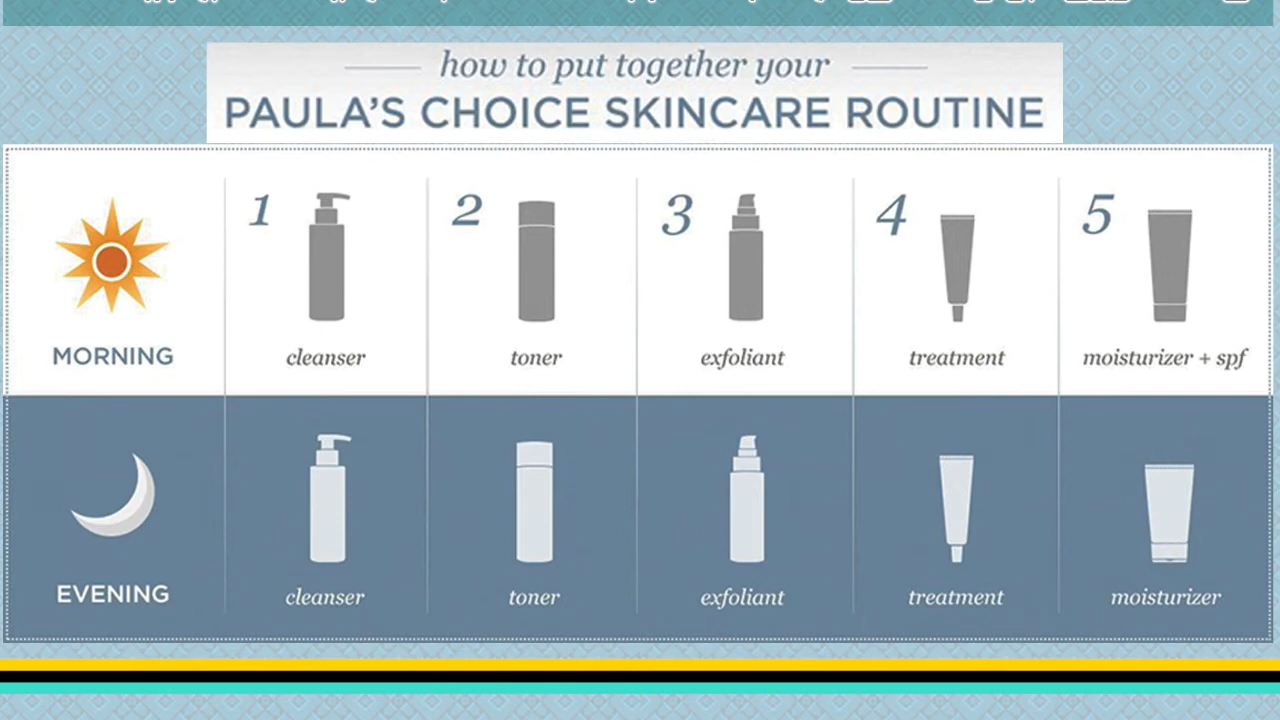 how to put together your
PAULA'S CHOICE SKINCARE ROUTINE
1
2
3
4
5
MORNING
cleanser
toner
exfoliant
treatment
moisturizer + spf
EVENING
cleanser
toner
exfoliant
treatment
moisturizer